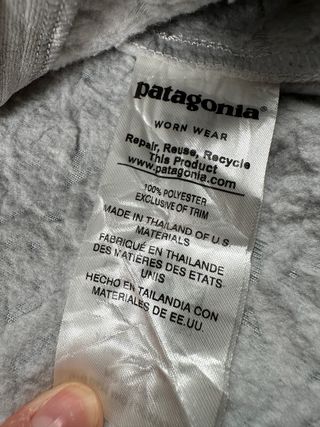 patagonia®
WORN WEAR
Repair, Reuse, Recycle
This Product
www.patagonia.com
100% POLYESTER
EXCLUSIVE OF TRIM
MADE IN THAILAND OF U.S.
MATERIALS
FABRIQUÉ EN THAILANDE
DES MATIÈRES DES ETATS
UNIS
HECHO EN TAILANDIA CON
MATERIALES DE EE.UU.